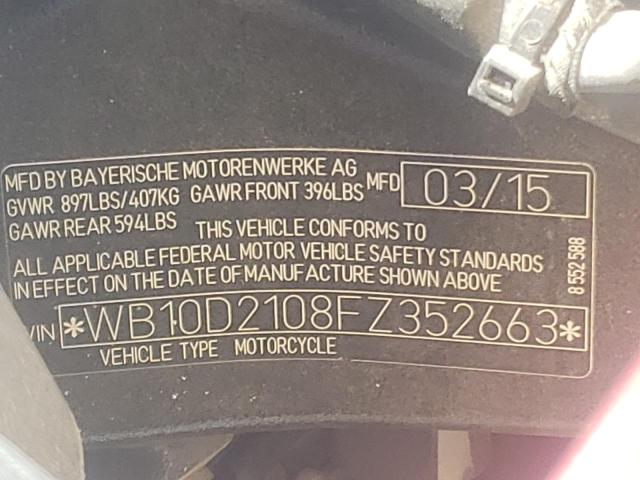 MFD BY BAYERISCHE MOTORENWERKE AG MFD 03/15
GVWR 897LBS/407KG GAWR FRONT 396LBS
GAWR REAR 594LBS THIS VEHICLE CONFORMS TO
ALL APPLICABLE FEDERAL MOTOR VEHICLE SAFETY STANDARDS
IN EFFECT ON THE DATE OF MANUFACTURE SHOWN ABOVE
VIN *WB10D2108FZ352663*
VEHICLE TYPE MOTORCYCLE
8 552 588